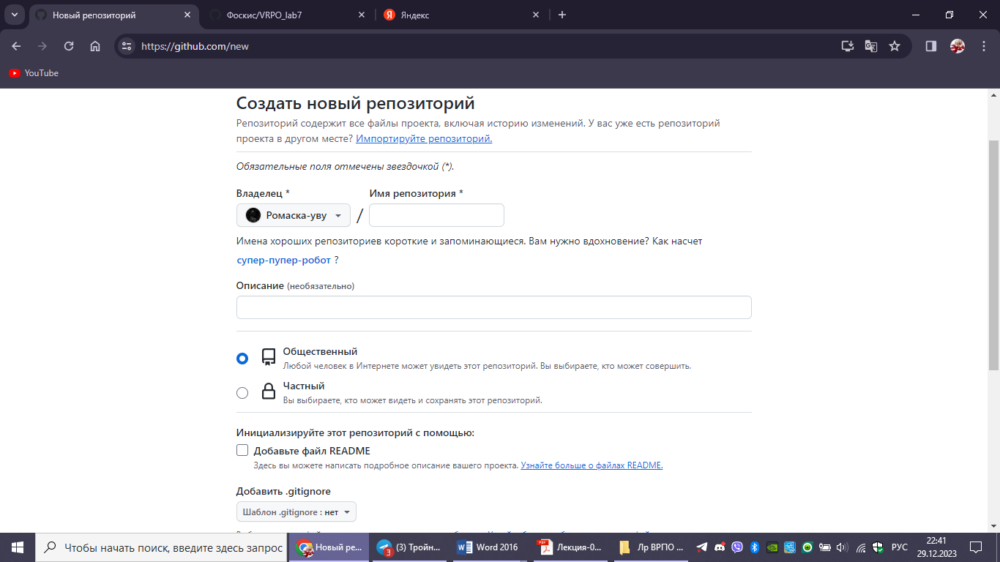 Новый репозиторий
Фоскис/VRPO_lab7
Яндекс
https://github.com/new
YouTube
Создать новый репозиторий
Репозиторий содержит все файлы проекта, включая историю изменений. У вас уже есть репозиторий
проекта в другом месте? Импортируйте репозиторий.
Обязательные поля отмечены звездочкой (*).
Владелец * Имя репозитория *
Ромаска-уву /
Имена хороших репозиториев короткие и запоминающиеся. Вам нужно вдохновение? Как насчет
супер-пупер-робот ?
Описание (необязательно)
Общественный
Любой человек в Интернете может увидеть этот репозиторий. Вы выбираете, кто может совершить.
Частный
Вы выбираете, кто может видеть и сохранять этот репозиторий.
Инициализируйте этот репозиторий с помощью:
Добавьте файл README
Здесь вы можете написать подробное описание вашего проекта. Узнайте больше о файлах README.
Добавить .gitignore
Шаблон .gitignore : нет
Чтобы начать поиск, введите здесь запрос
Новый ре...
3
(3) Тройн...
Word 2016
Лекция-0...
Лр ВРПО ...
РУС
22:41
29.12.2023